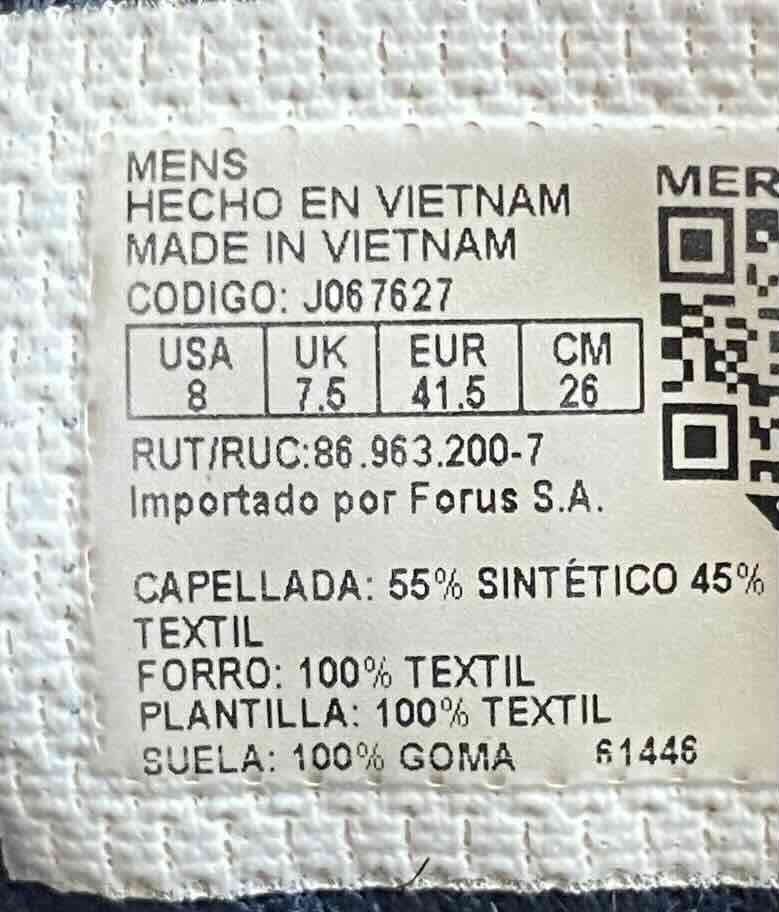 MENS
HECHO EN VIETNAM
MADE IN VIETNAM
CODIGO: J067627
USA UK EUR CM
8 7.5 41.5 26
RUT/RUC:86.963.200-7
Importado por Forus S.A.
CAPELLADA: 55% SINTÉTICO 45%
TEXTIL
FORRO: 100% TEXTIL
PLANTILLA: 100% TEXTIL
SUELA: 100% GOMA 61446
MER